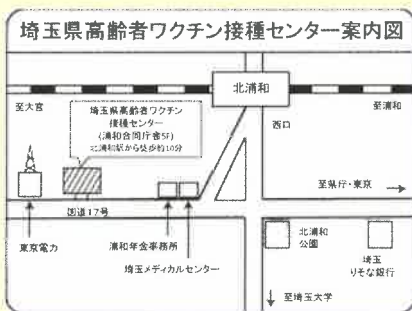 埼玉県高齢者ワクチン接種センター案内図
北浦和
至大宮
至浦和
西口
埼玉県高齢者ワクチン
接種センター
(浦和合同庁舎5F)
北浦和駅から徒歩約10分
至県庁・東京
国道17号
東京電力
浦和年金事務所
埼玉メディカルセンター
北浦和
公園
埼玉
りそな銀行
至埼玉大学